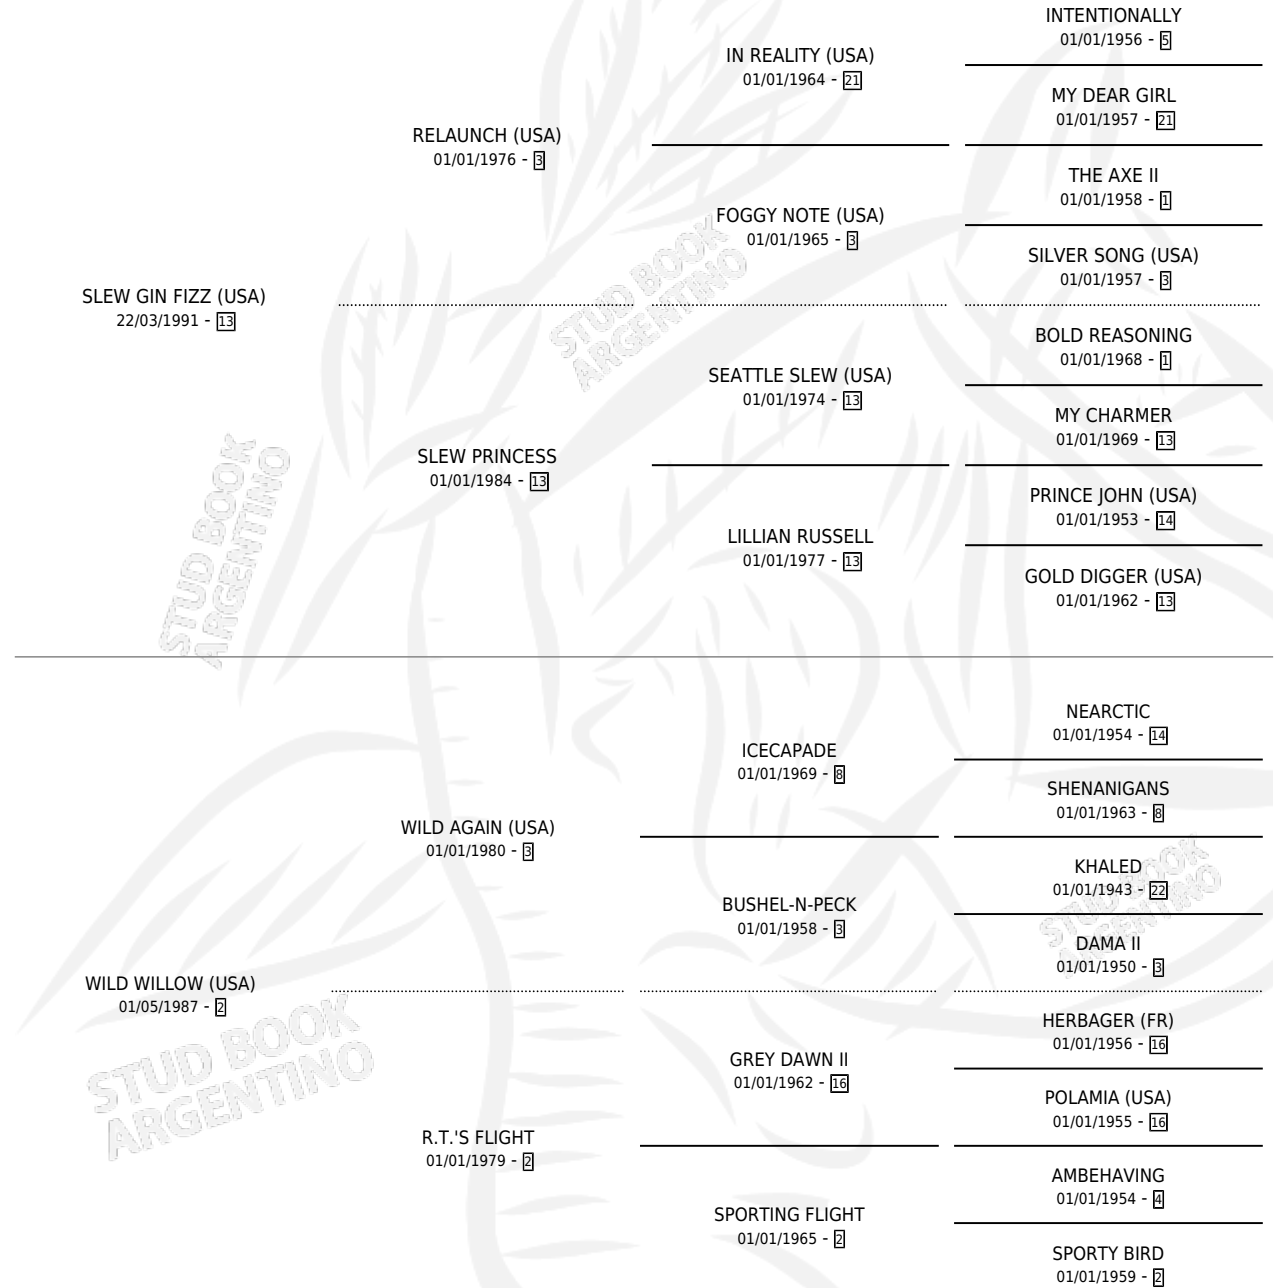 INTENTIONALLY
01/01/1956 - 5
IN REALITY (USA)
01/01/1964 - 21
MY DEAR GIRL
01/01/1957 - 21
RELAUNCH (USA)
01/01/1976 - 3
THE AXE II
01/01/1958 - 1
FOGGY NOTE (USA)
01/01/1965 - 3
SILVER SONG (USA)
01/01/1957 - 3
SLEW GIN FIZZ (USA)
22/03/1991 - 13
STUD BOOK
ARGENTINO
BOLD REASONING
01/01/1968 - 1
SEATTLE SLEW (USA)
01/01/1974 - 13
MY CHARMER
01/01/1969 - 13
SLEW PRINCESS
01/01/1984 - 13
PRINCE JOHN (USA)
01/01/1953 - 14
LILLIAN RUSSELL
01/01/1977 - 13
GOLD DIGGER (USA)
01/01/1962 - 13
STUD BOOK
ARGENTINO
NEARCTIC
01/01/1954 - 14
ICECAPADE
01/01/1969 - 8
SHENANIGANS
01/01/1963 - 8
WILD AGAIN (USA)
01/01/1980 - 3
KHALED
01/01/1943 - 22
BUSHEL-N-PECK
01/01/1958 - 3
STUD BOOK
ARGENTINO
DAMA II
01/01/1950 - 3
WILD WILLOW (USA)
01/05/1987 - 2
HERBAGER (FR)
01/01/1956 - 16
GREY DAWN II
01/01/1962 - 16
STUD BOOK
ARGENTINO
POLAMIA (USA)
01/01/1955 - 16
R.T.'S FLIGHT
01/01/1979 - 2
AMBEHAVING
01/01/1954 - 4
SPORTING FLIGHT
01/01/1965 - 2
SPORTY BIRD
01/01/1959 - 2